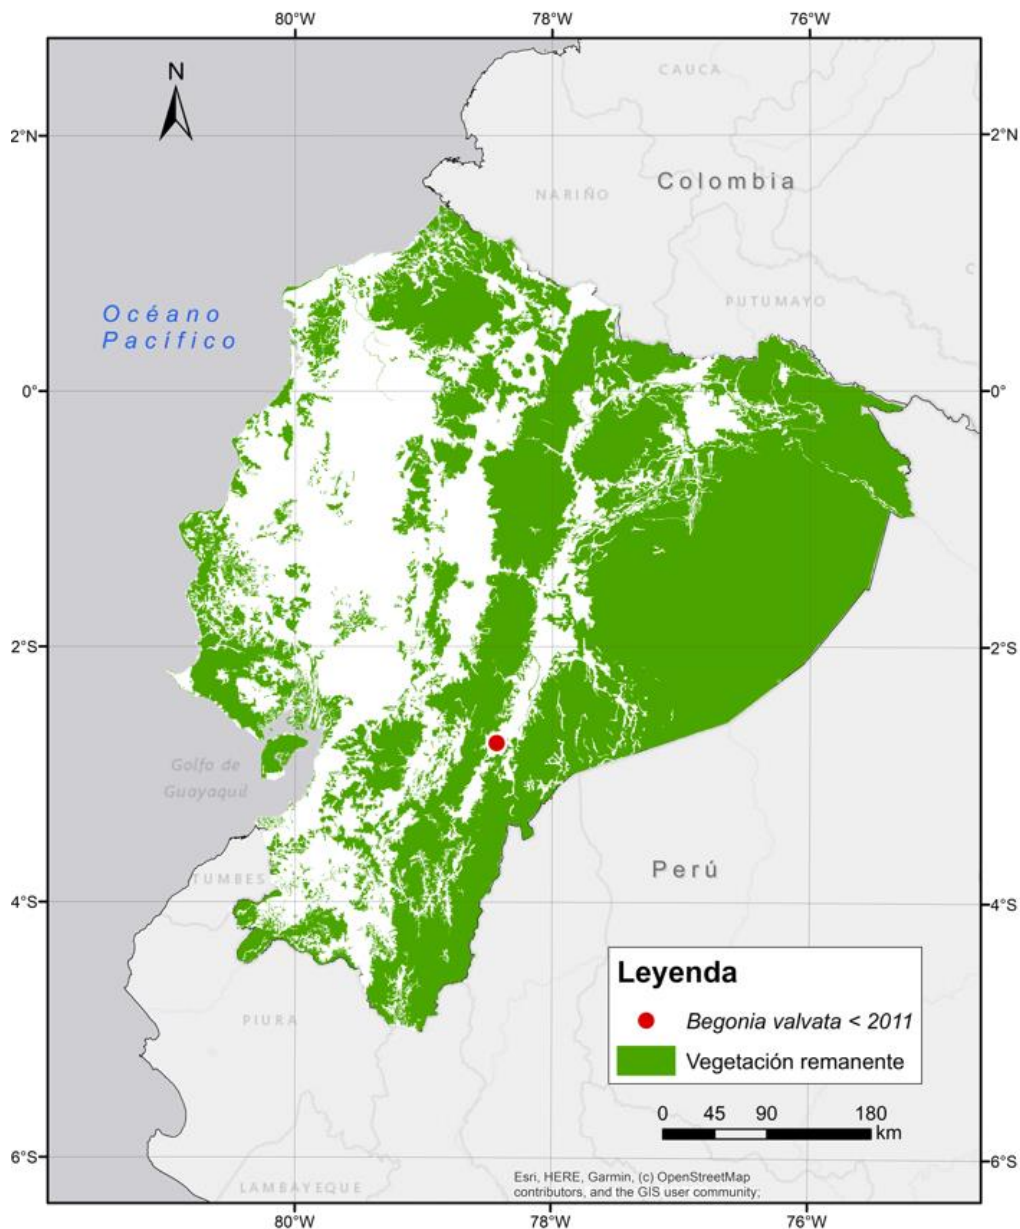 80°W 78°W 76°W
N
CAUCA
2°N 2°N
Colombia
NARIÑO
Océano
Pacífico
PUTUMAYO
0° 0°
2°S 2°S
Golfo de
Guayaquil
Perú
TUMBES
4°S 4°S
Leyenda
Begonia valvata < 2011
Vegetación remanente
PIURA
0 45 90 180
km
6°S 6°S
Esri, HERE, Garmin, (c) OpenStreetMap
contributors, and the GIS user community;
LAMBAYEQUE
80°W 78°W 76°W